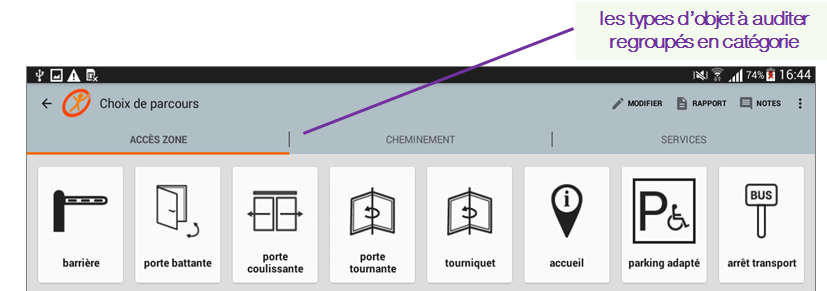 les types d'objet à auditer
regroupés en catégorie
74% 16:44
Choix de parcours
MODIFIER RAPPORT NOTES
ACCÈS ZONE CHEMINEMENT SERVICES
i
P
BUS
barrière porte battante porte coulissante porte tournante tourniquet accueil parking adapté arrêt transport